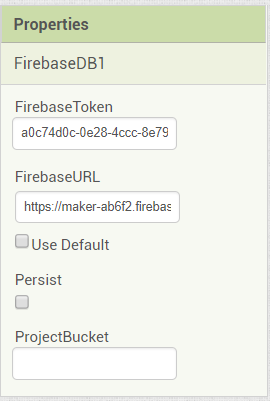 Properties
FirebaseDB1
FirebaseToken
a0c74d0c-0e28-4ccc-8e79
FirebaseURL
https://maker-ab6f2.firebas
Use Default
Persist
ProjectBucket